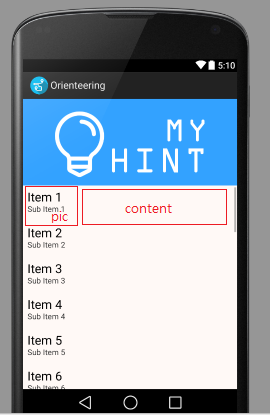 5:10
Orienteering
MY
HINT
Item 1
Sub Item 1
pic
content
Item 2
Sub Item 2
Item 3
Sub Item 3
Item 4
Sub Item 4
Item 5
Sub Item 5
Item 6
Sub Item 6